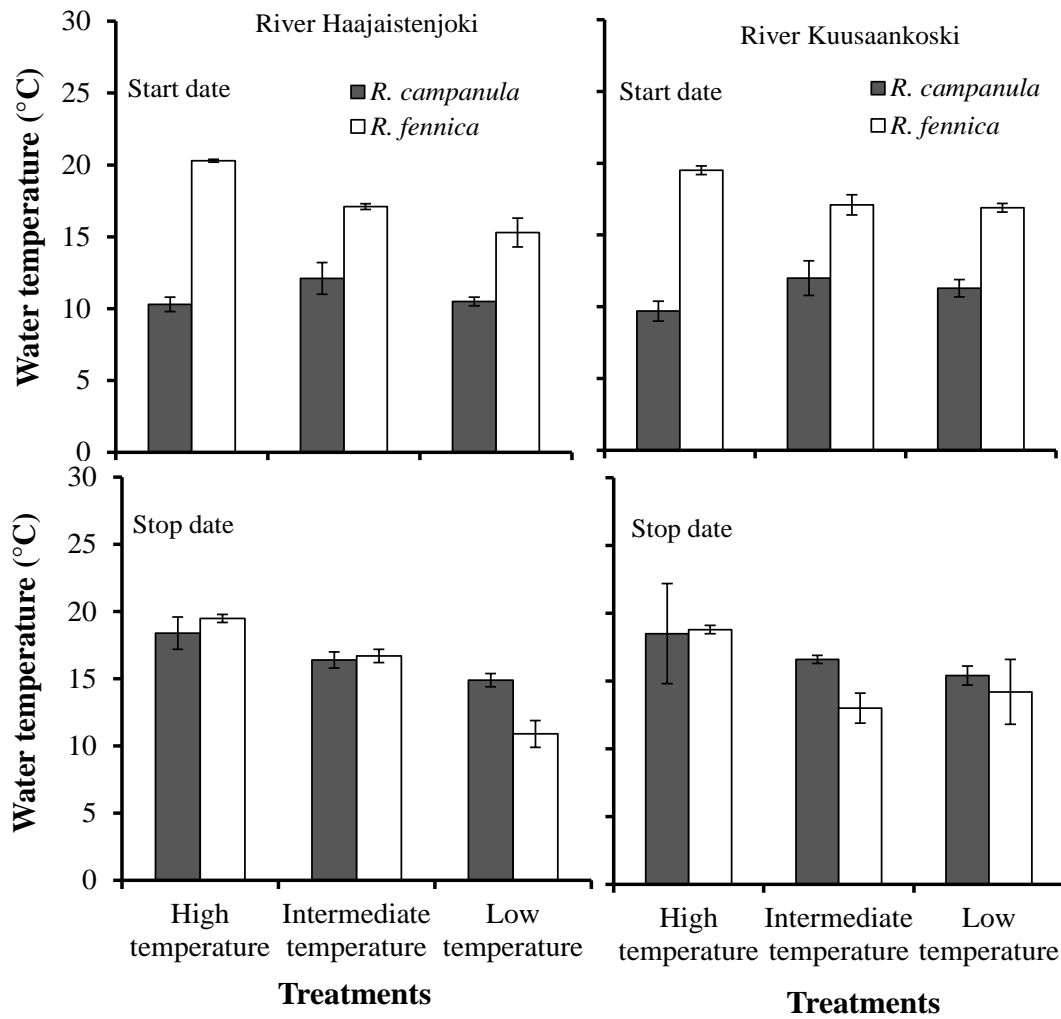 River Haajaistenjoki
River Kuusaankoski
Water temperature (°C)
30
25
20
15
10
5
0
Start date
R. campanula
R. fennica
Start date
R. campanula
R. fennica
Water temperature (°C)
30
25
20
15
10
5
0
Stop date
Stop date
High temperature
Intermediate temperature
Low temperature
High temperature
Intermediate temperature
Low temperature
Treatments
Treatments